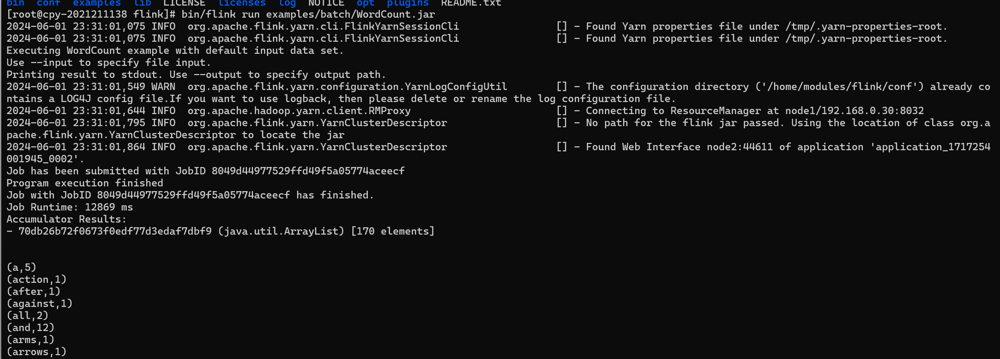 bin  conf  examples  lib  LICENSE  licenses  log  NOTICE  opt  plugins  README.txt
[root@cpy-2021211138 flink]# bin/flink run examples/batch/WordCount.jar
2024-06-01 23:31:01,075 INFO  org.apache.flink.yarn.cli.FlinkYarnSessionCli                [] - Found Yarn properties file under /tmp/.yarn-properties-root.
2024-06-01 23:31:01,075 INFO  org.apache.flink.yarn.cli.FlinkYarnSessionCli                [] - Found Yarn properties file under /tmp/.yarn-properties-root.
Executing WordCount example with default input data set.
Use --input to specify file input.
Printing result to stdout. Use --output to specify output path.
2024-06-01 23:31:01,549 WARN  org.apache.flink.yarn.configuration.YarnLogConfigUtil        [] - The configuration directory ('/home/modules/flink/conf') already co
ntains a LOG4J config file.If you want to use logback, then please delete or rename the log configuration file.
2024-06-01 23:31:01,644 INFO  org.apache.hadoop.yarn.client.RMProxy                        [] - Connecting to ResourceManager at node1/192.168.0.30:8032
2024-06-01 23:31:01,795 INFO  org.apache.flink.yarn.YarnClusterDescriptor                  [] - No path for the flink jar passed. Using the location of class org.a
pache.flink.yarn.YarnClusterDescriptor to locate the jar
2024-06-01 23:31:01,864 INFO  org.apache.flink.yarn.YarnClusterDescriptor                  [] - Found Web Interface node2:44611 of application 'application_1717254
001945_0002'.
Job has been submitted with JobID 8049d44977529ffd49f5a05774aceecf
Program execution finished
Job with JobID 8049d44977529ffd49f5a05774aceecf has finished.
Job Runtime: 12869 ms
Accumulator Results:
- 70db26b72f0673f0edf77d3edaf7dbf9 (java.util.ArrayList) [170 elements]
(a,5)
(action,1)
(after,1)
(against,1)
(all,2)
(and,12)
(arms,1)
(arrows,1)